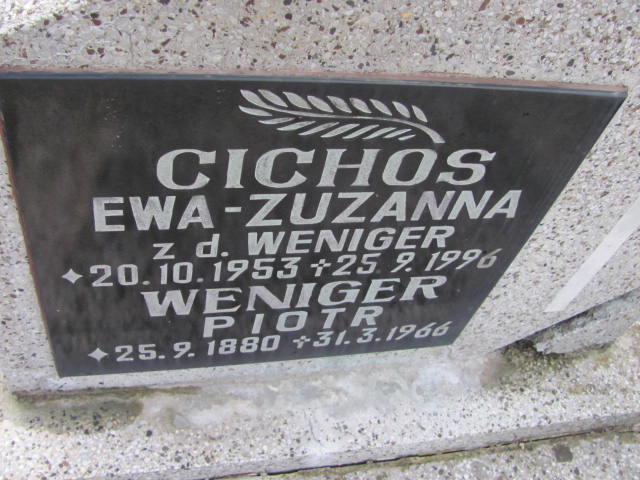 CICHOS
EWA-ZUZANNA
z d. WENIGER
✦20.10.1953 ✝25.9.1996
WENIGER
PIOTR
✦25.9.1880 ✝31.3.1966